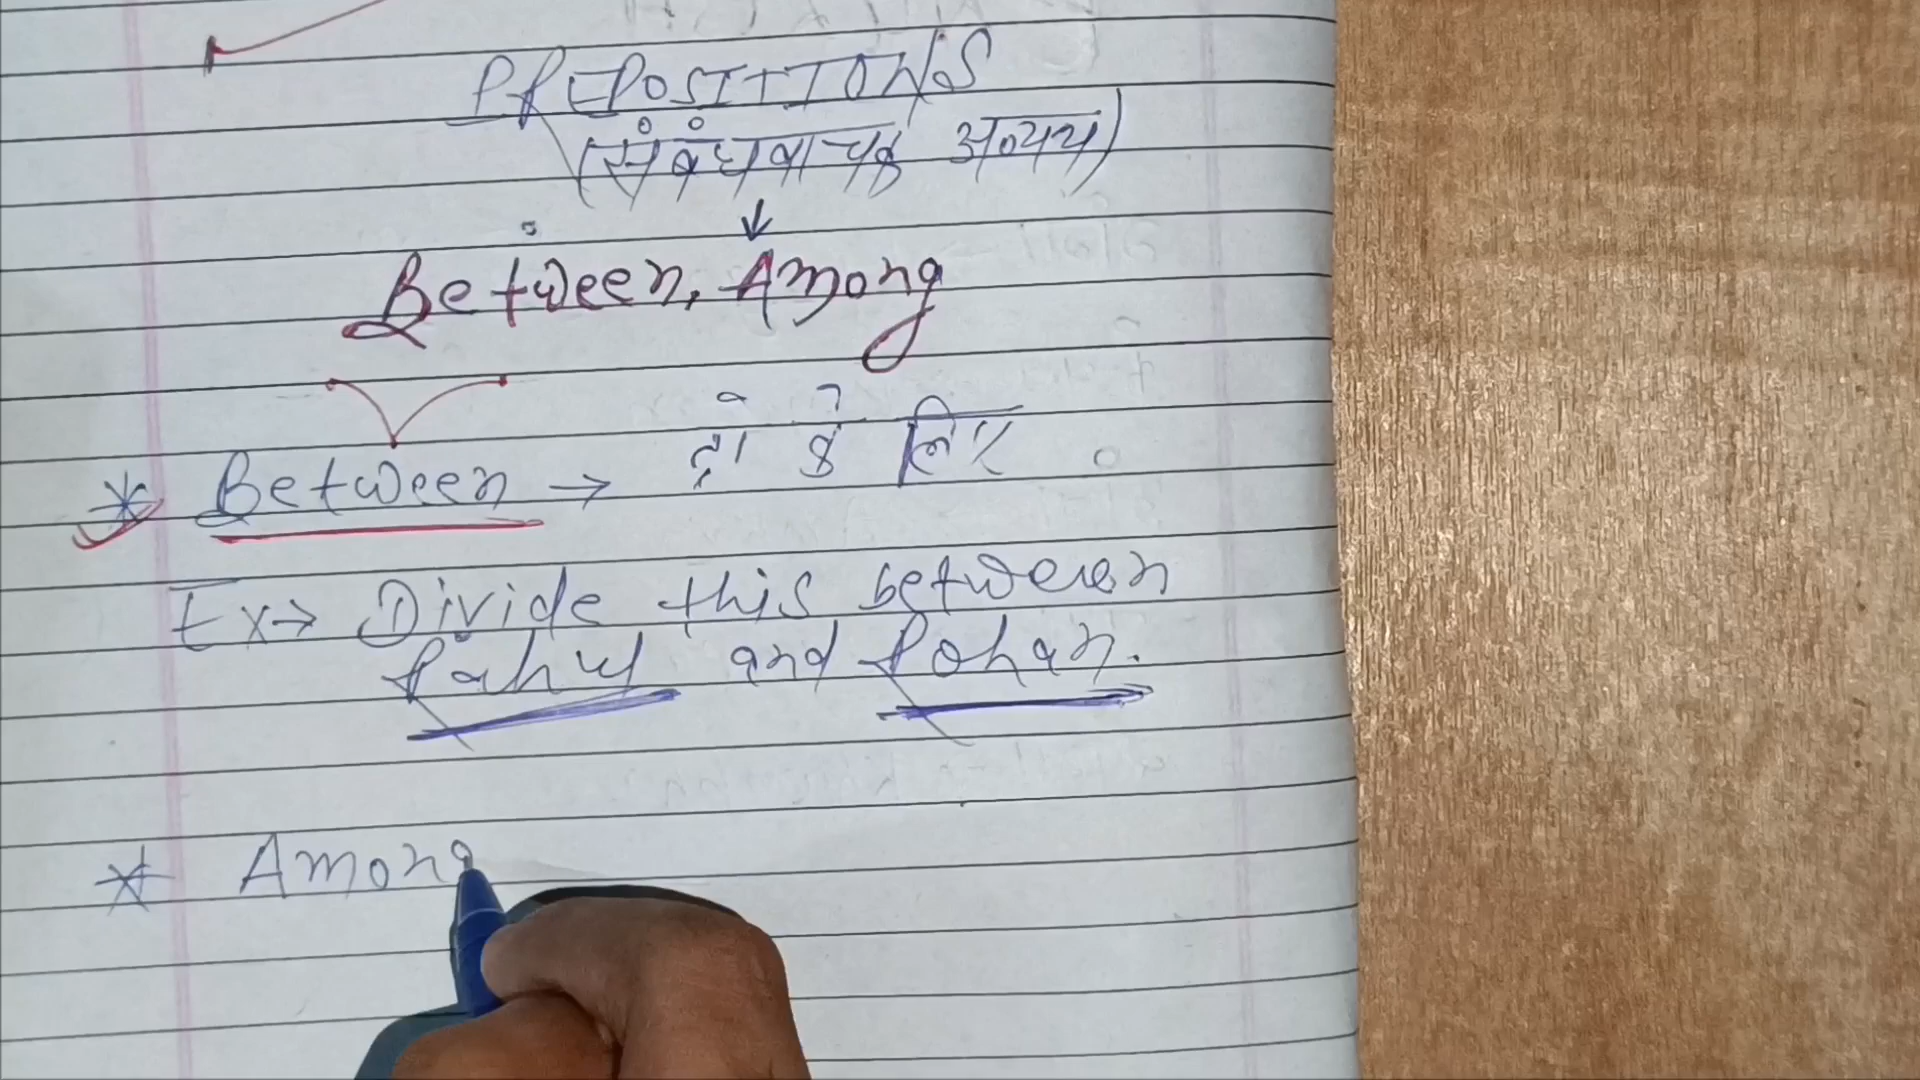 PREPOSITIONS
(संबंधवाचक अव्यय)
↓
Between, Among
* Between → दो के लिए
Ex→ Divide this between
Rahul and Rohan.
* Among